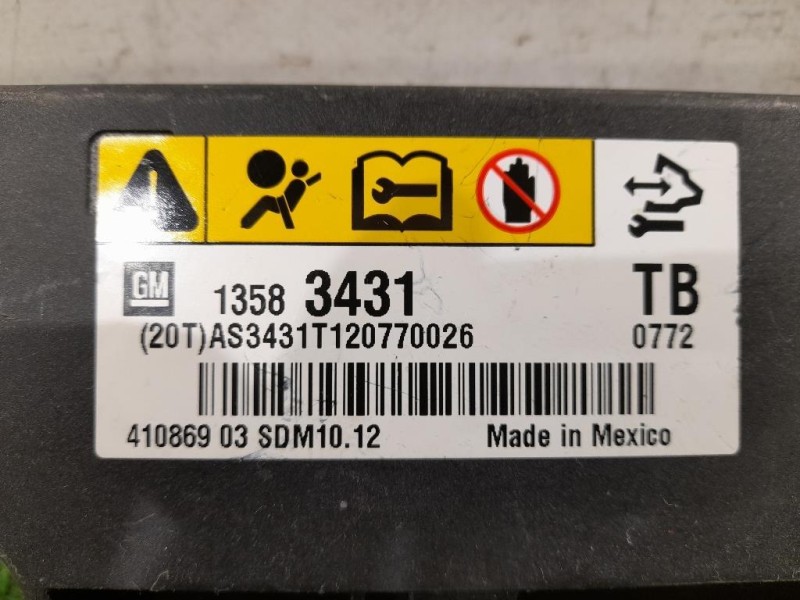 GM 1358 3431 TB
(20T)AS3431T120770026 0772
410869 03 SDM10.12 Made in Mexico